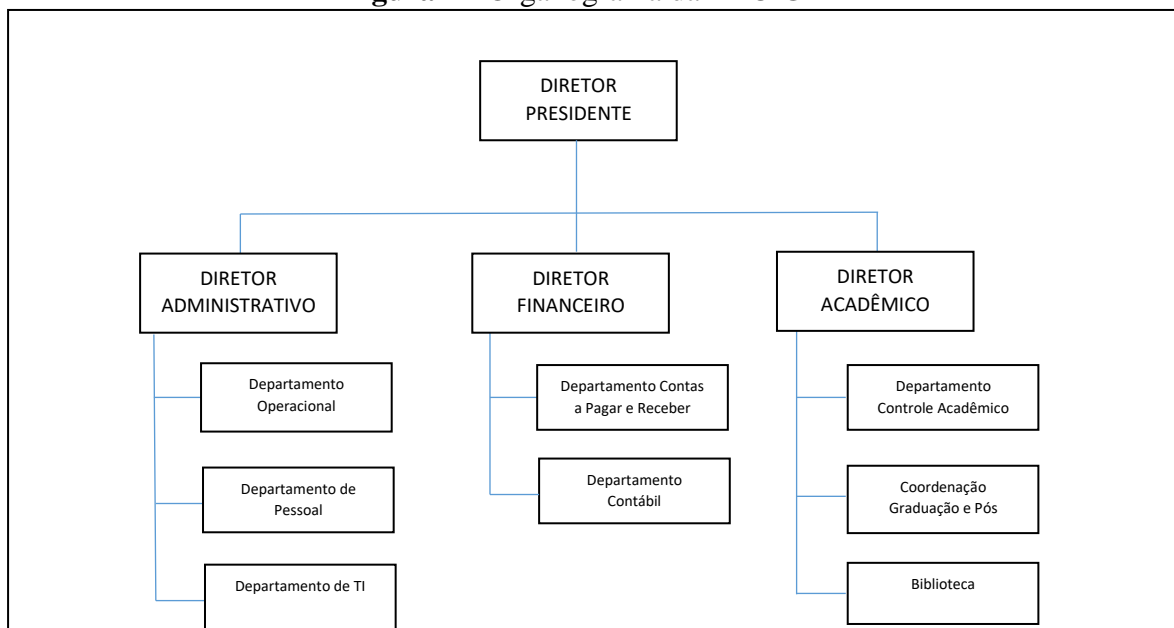 DIRETOR
PRESIDENTE
DIRETOR
ADMINISTRATIVO
DIRETOR
FINANCEIRO
DIRETOR
ACADÊMICO
Departamento
Operacional
Departamento Contas
a Pagar e Receber
Departamento
Controle Acadêmico
Departamento de
Pessoal
Departamento
Contábil
Coordenação
Graduação e Pós
Departamento de TI
Biblioteca